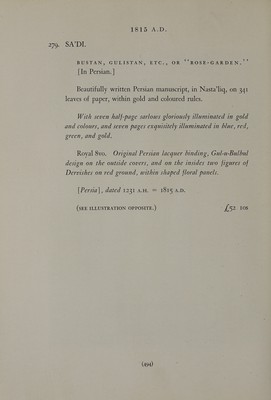 1815 A.D.
279. SA'DI.
BUSTAN, GULISTAN, ETC., OR "ROSE-GARDEN."
[In Persian.]
Beautifully written Persian manuscript, in Nasta'liq, on 341
leaves of paper, within gold and coloured rules.
With seven half-page sarlous gloriously illuminated in gold
and colours, and seven pages exquisitely illuminated in blue, red,
green, and gold.
Royal 8vo. Original Persian lacquer binding, Gul-u-Bulbul
design on the outside covers, and on the insides two figures of
Dervishes on red ground, within shaped floral panels.
[Persia], dated 1231 A.H. = 1815 A.D.
(SEE ILLUSTRATION OPPOSITE.) £52 10s
(494)